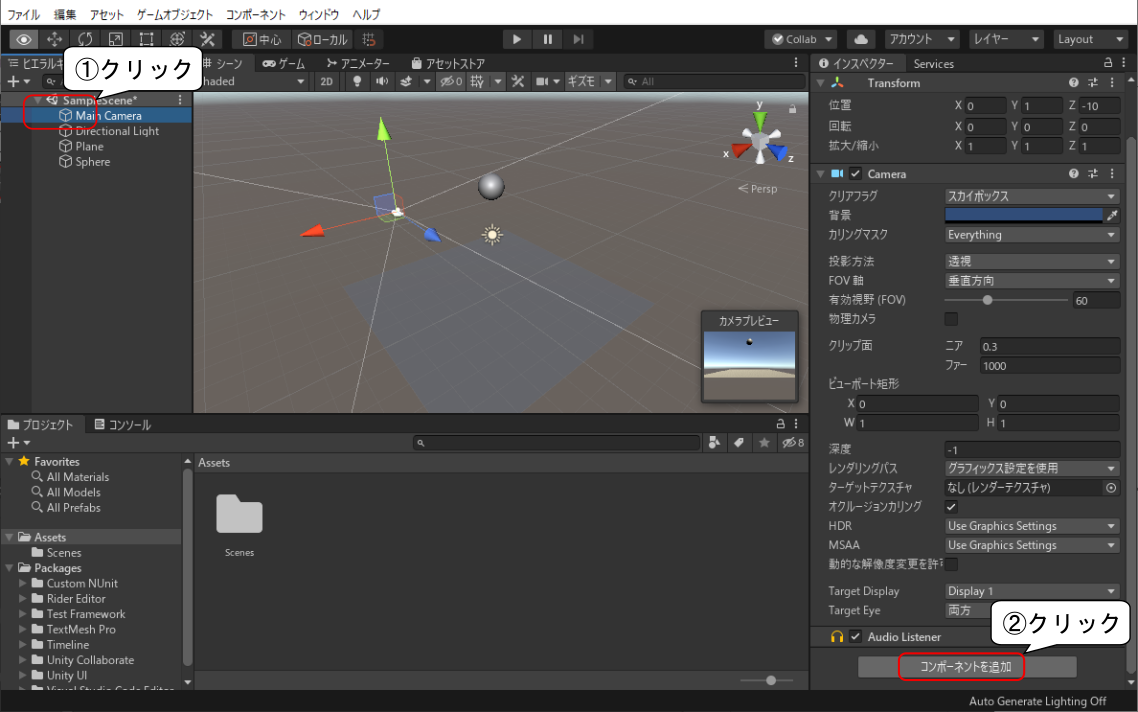 ファイル 編集 アセット ゲームオブジェクト コンポーネント ウィンドウ ヘルプ
中心 ローカル Collab アカウント レイヤー Layout
①クリック
シーン ゲーム アニメーター アセットストア
2D 0 ギズモ All
SampleScene*
Main Camera
Directional Light
Plane
Sphere
y
x
z
Persp
カメラプレビュー
インスペクター Services
Transform
位置 X 0 Y 1 Z -10
回転 X 0 Y 0 Z 0
拡大/縮小 X 1 Y 1 Z 1
Camera
クリアフラグ スカイボックス
背景
カリングマスク Everything
投影方法 透視
FOV 軸 垂直方向
有効視野 (FOV) 60
物理カメラ
クリップ面 ニア 0.3
ファー 1000
ビューポート矩形
X 0 Y 0
W 1 H 1
深度 -1
レンダリングパス グラフィックス設定を使用
ターゲットテクスチャ なし (レンダーテクスチャ)
オクルージョンカリング
HDR Use Graphics Settings
MSAA Use Graphics Settings
動的な解像度変更を許可
Target Display Display 1
Target Eye 両方
②クリック
Audio Listener
コンポーネントを追加
プロジェクト コンソール
8
Favorites
All Materials
All Models
All Prefabs
Assets
Scenes
Packages
Custom NUnit
Rider Editor
Test Framework
TextMesh Pro
Timeline
Unity Collaborate
Unity UI
Visual Studio Code Editor
Assets
Scenes
Auto Generate Lighting Off